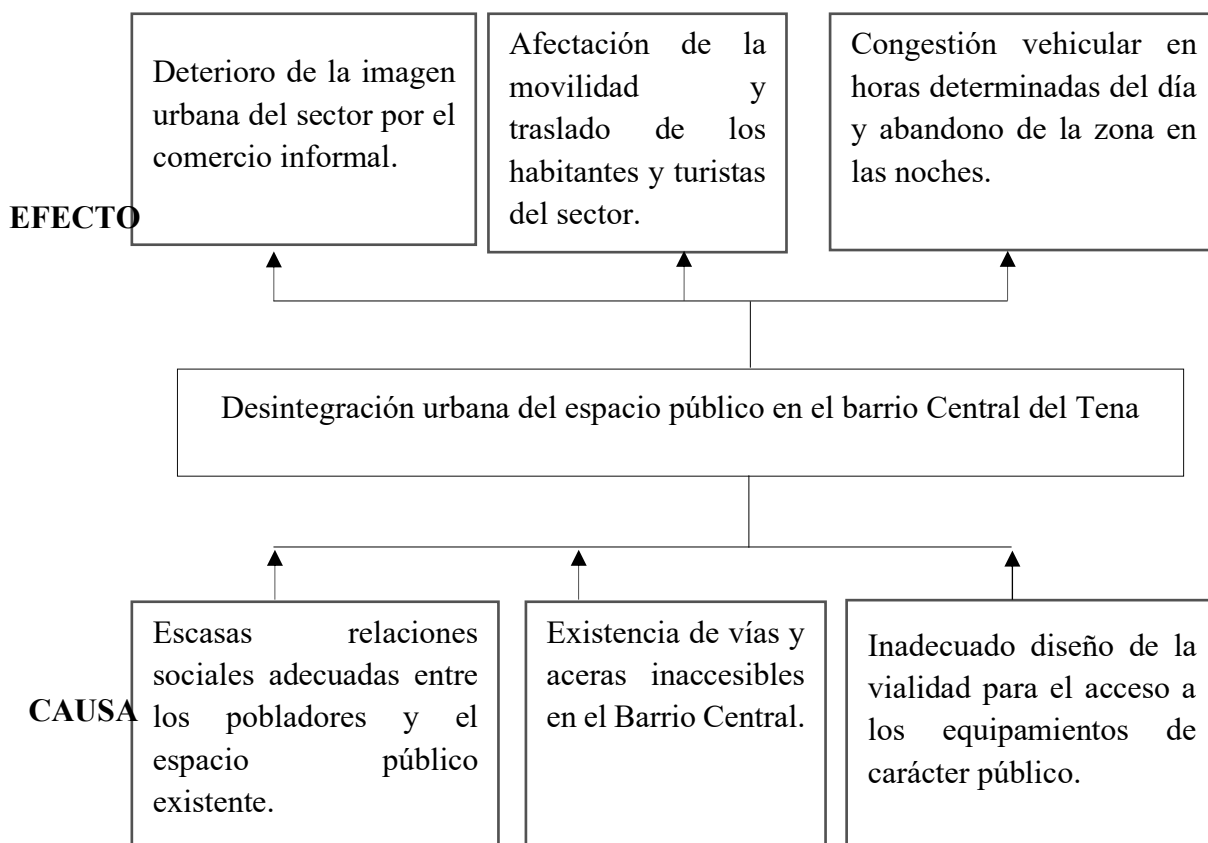 Deterioro de la imagen
urbana del sector por el
comercio informal.
Afectación de la
movilidad y
traslado de los
habitantes y turistas
del sector.
Congestión vehicular en
horas determinadas del día
y abandono de la zona en
las noches.
EFECTO
Desintegración urbana del espacio público en el barrio Central del Tena
Escasas relaciones
sociales adecuadas entre
los pobladores y el
espacio público
existente.
Existencia de vías y
aceras inaccesibles
en el Barrio Central.
Inadecuado diseño de la
vialidad para el acceso a
los equipamientos de
carácter público.
CAUSA